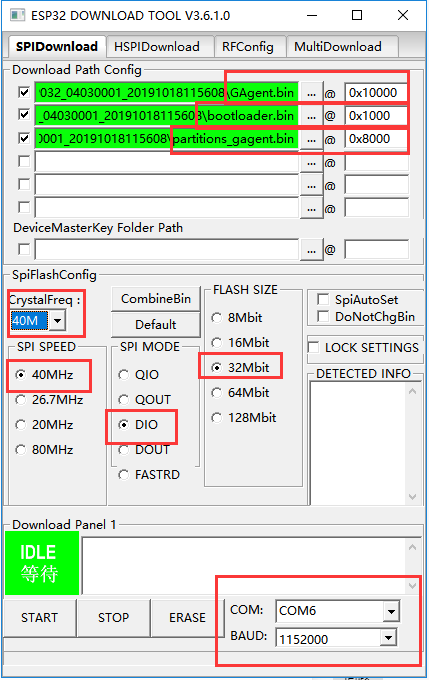 ESP32 DOWNLOAD TOOL V3.6.1.0
SPIDownload HSPIDownload RFConfig MultiDownload
Download Path Config
032_04030001_20191018115608\GAgent.bin ... @ 0x10000
_04030001_20191018115608\bootloader.bin ... @ 0x1000
0001_20191018115608\partitions_gagent.bin ... @ 0x8000
... @
... @
... @
DeviceMasterKey Folder Path
... @
SpiFlashConfig
CrystalFreq :
40M
CombineBin
Default
SPI SPEED
40MHz
26.7MHz
20MHz
80MHz
SPI MODE
QIO
QOUT
DIO
DOUT
FASTRD
FLASH SIZE
8Mbit
16Mbit
32Mbit
64Mbit
128Mbit
SpiAutoSet
DoNotChgBin
LOCK SETTINGS
DETECTED INFO
Download Panel 1
IDLE
等待
START STOP ERASE
COM: COM6
BAUD: 1152000